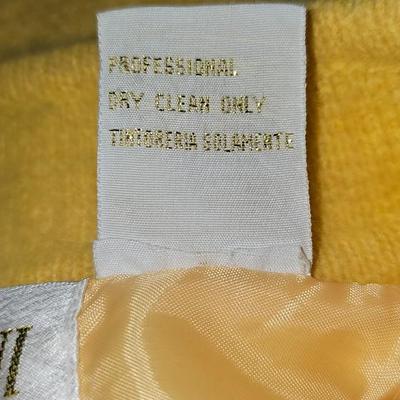 PROFESSIONAL
DRY CLEAN ONLY
TINTORERIA SOLAMENTE